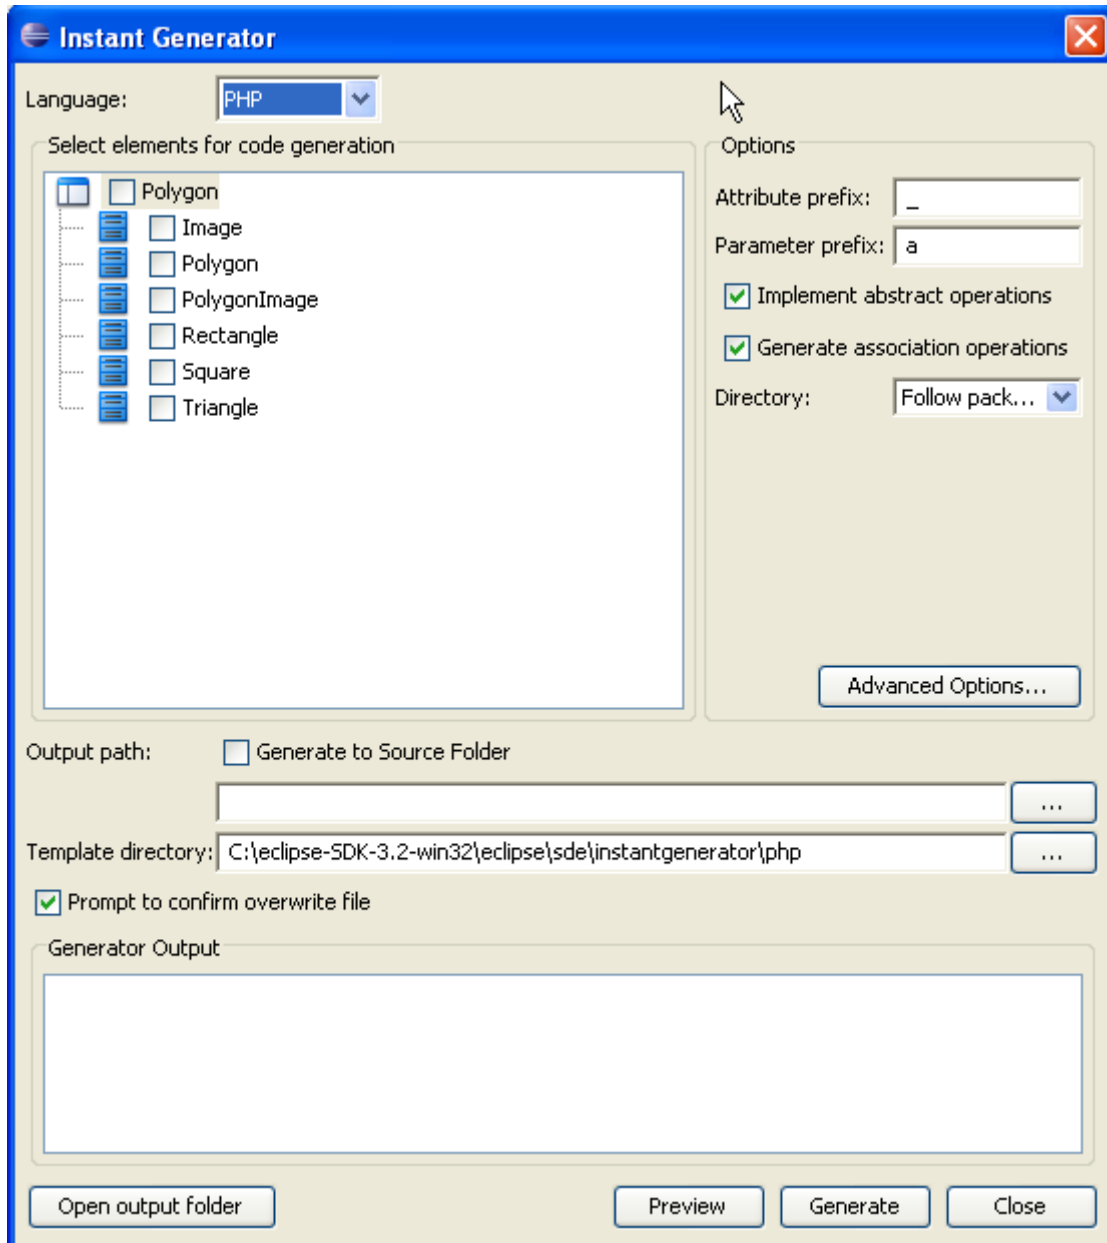 Instant Generator
Language: PHP
Select elements for code generation
Polygon
Image
Polygon
PolygonImage
Rectangle
Square
Triangle
Options
Attribute prefix: _
Parameter prefix: a
Implement abstract operations
Generate association operations
Directory: Follow pack...
Advanced Options...
Output path: Generate to Source Folder
...
Template directory: C:\eclipse-SDK-3.2-win32\eclipse\sde\instantgenerator\php ...
Prompt to confirm overwrite file
Generator Output
Open output folder Preview Generate Close